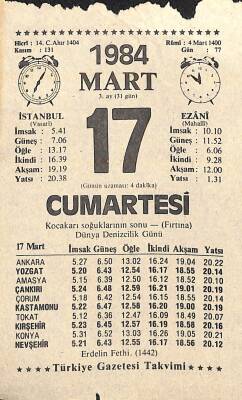 Hicrî : 14. C.Ahır 1404
Kasım : 131
1984
Rûmî : 4 Mart 1400
Gün : 77
MART
3. ay (31 gün)
17
İSTANBUL
(Vasatî)
İmsak : 5.41
Güneş : 7.06
Öğle : 13.17
İkindi : 16.39
Akşam : 19.19
Yatsı : 20.38
EZÂNÎ
(Mahallî)
İmsak : 10.10
Güneş : 11.52
Öğle : 6.06
İkindi : 9.28
Akşam : 12.00
Yatsı : 1.31
(Günün uzaması: 4 dakika)
CUMARTESİ
Kocakarı soğuklarının sonu — (Fırtına)
Dünya Denizcilik Günü
17 Mart İmsak Güneş Öğle İkindi Akşam Yatsı
ANKARA 5.27 6.50 13.02 16.24 19.04 20.22
YOZGAT 5.20 6.43 12.54 16.17 18.55 20.14
AMASYA 5.15 6.39 12.50 16.12 18.52 20.10
ÇANKIRI 5.24 6.48 12.59 16.21 19.01 20.19
ÇORUM 5.18 6.42 12.54 16.15 18.55 20.14
KASTAMONU 5.22 6.47 12.58 16.20 19.00 20.19
TOKAT 5.12 6.36 12.47 16.09 18.49 20.07
KIRŞEHİR 5.23 6.45 12.57 16.19 18.58 20.16
KONYA 5.31 6.52 13.03 16.26 19.05 20.21
NEVŞEHİR 5.21 6.43 12.55 16.17 18.56 20.12
Erdelin Fethi. (1442)
Türkiye Gazetesi Takvimi